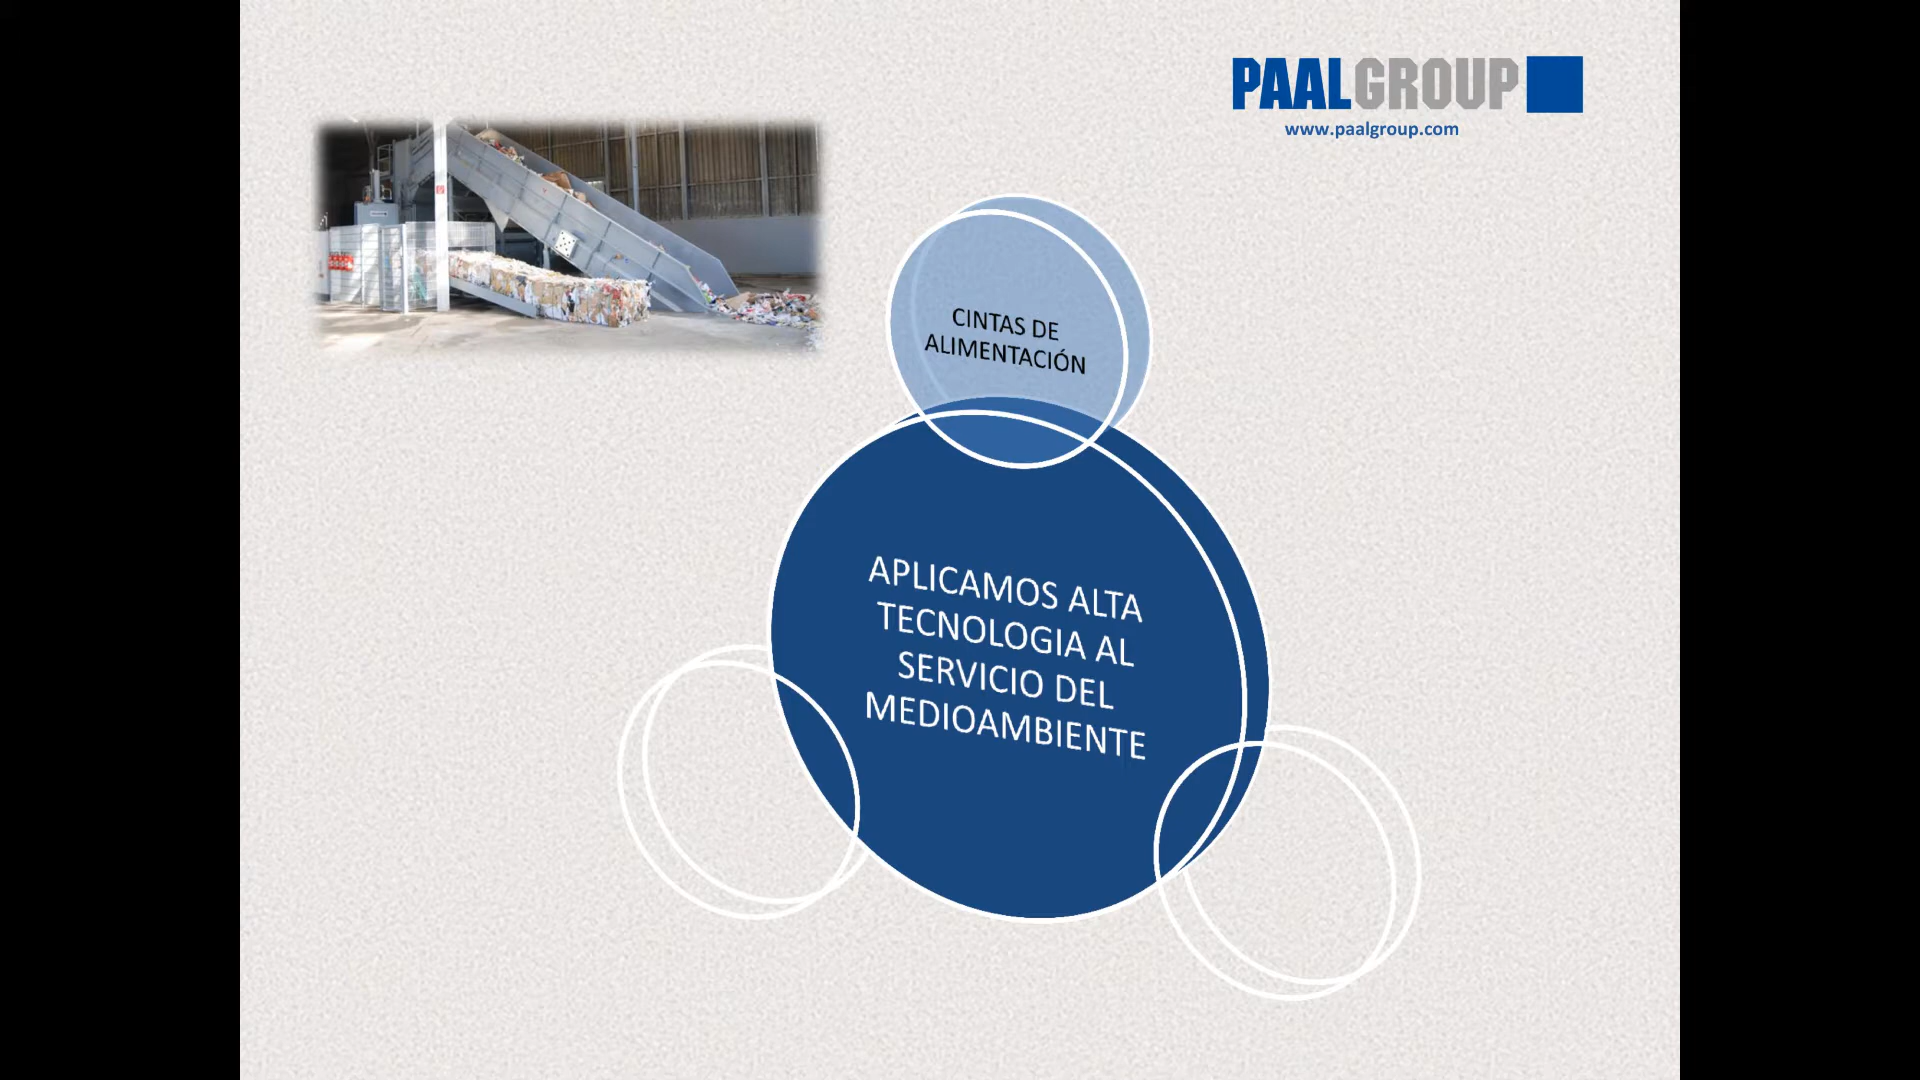 PAALGROUP
www.paalgroup.com
CINTAS DE
ALIMENTACIÓN
APLICAMOS ALTA
TECNOLOGIA AL
SERVICIO DEL
MEDIOAMBIENTE